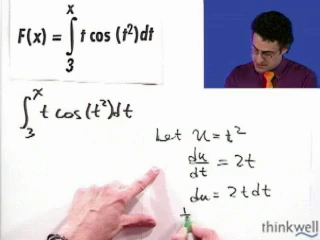 F(x) = ∫₃ˣ t cos (t²)dt
∫₃ˣ t cos(t²)dt
Let u = t²
du/dt = 2t
du = 2t dt
thinkwell